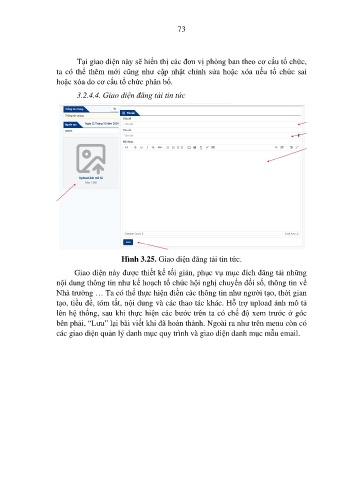 73
Tại giao diện này sẽ hiển thị các đơn vị phòng ban theo cơ cấu tổ chức,
ta có thể thêm mới cũng như cập nhật chỉnh sửa hoặc xóa nếu tổ chức sai
hoặc xóa do cơ cấu tổ chức phân bổ.
3.2.4.4. Giao diện đăng tải tin tức
Hình 3.25. Giao diện đăng tải tin tức.
Giao diện này được thiết kế tối giản, phục vụ mục đích đăng tải những
nội dung thông tin như kế hoạch tổ chức hội nghị chuyển đổi số, thông tin về
Nhà trường … Ta có thể thực hiện điền các thông tin như người tạo, thời gian
tạo, tiêu đề, tóm tắt, nội dung và các thao tác khác. Hỗ trợ upload ảnh mô tả
lên hệ thống, sau khi thực hiện các bước trên ta có chế độ xem trước ở góc
bên phải, “Lưu” lại bài viết khi đã hoàn thành. Ngoài ra như trên menu còn có
các giao diện quản lý danh mục quy trình và giao diện danh mục mẫu email.